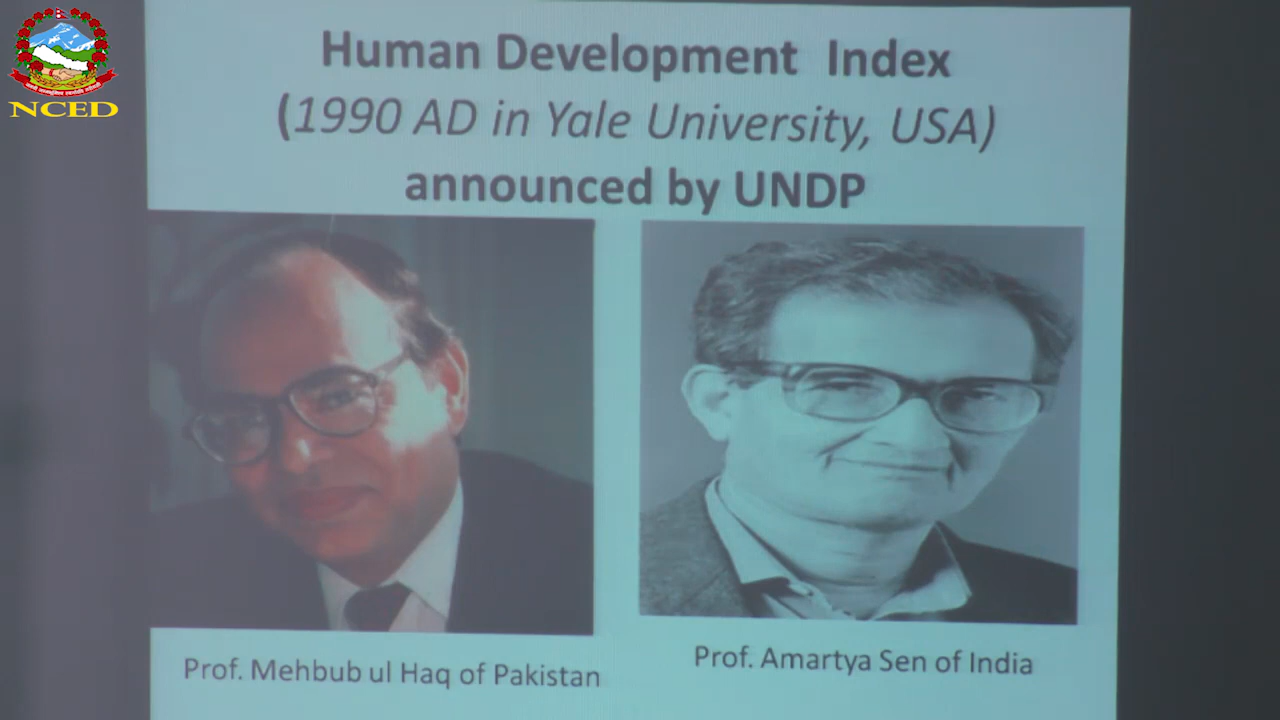 NCED
Human Development Index
(1990 AD in Yale University, USA)
announced by UNDP
Prof. Mehbub ul Haq of Pakistan
Prof. Amartya Sen of India